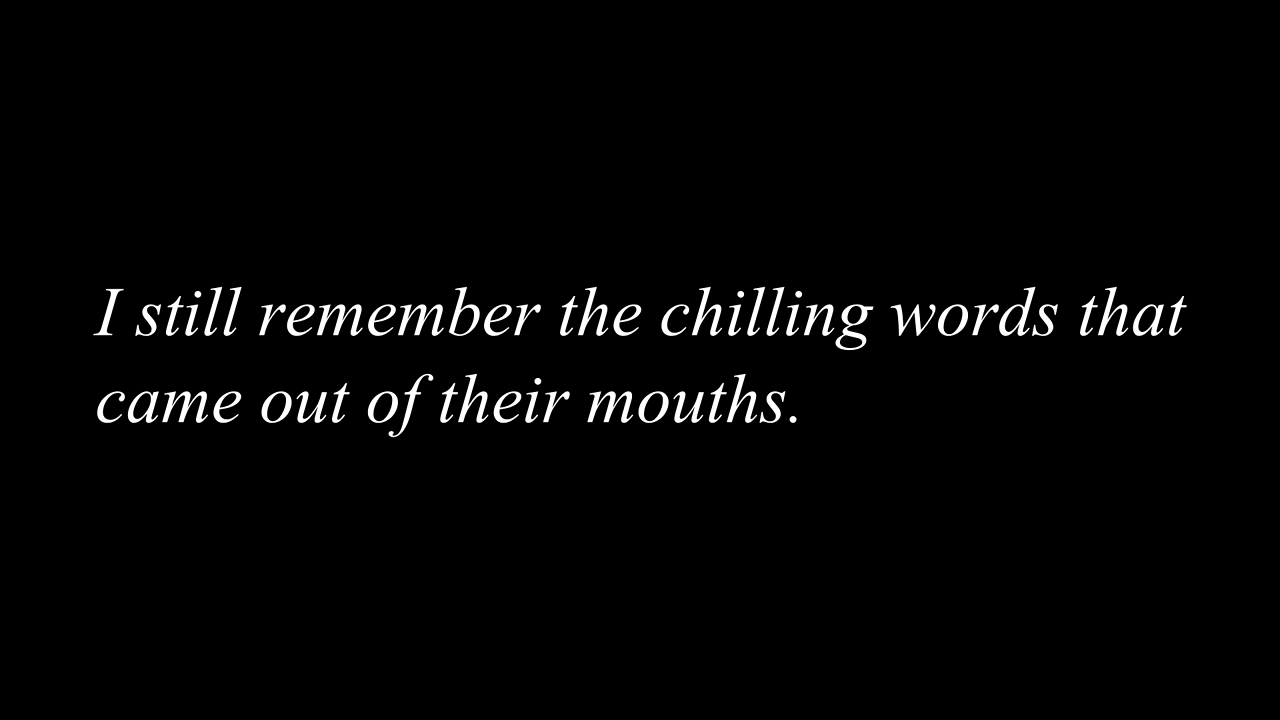 I still remember the chilling words that
came out of their mouths.